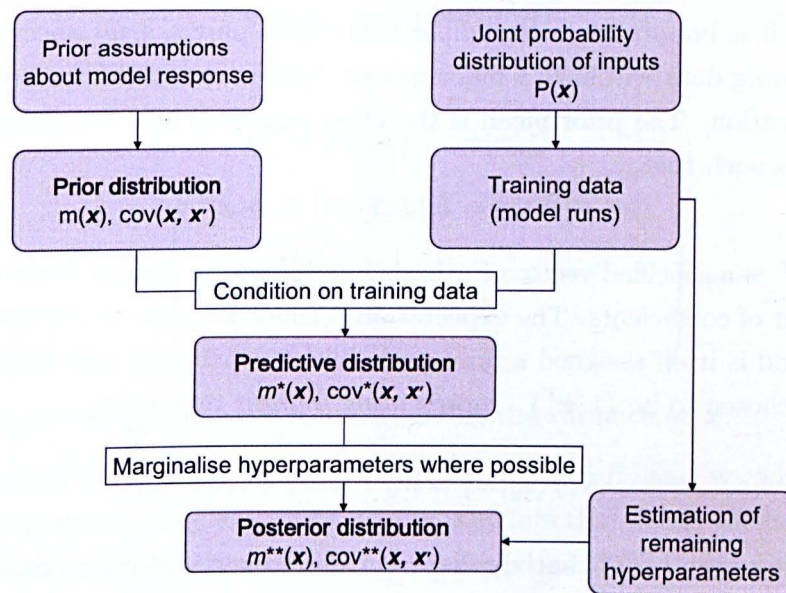 Prior assumptions
about model response
Joint probability
distribution of inputs
P(x)
Prior distribution
m(x), cov(x, x′)
Training data
(model runs)
Condition on training data
Predictive distribution
m*(x), cov*(x, x′)
Marginalise hyperparameters where possible
Posterior distribution
m**(x), cov**(x, x′)
Estimation of
remaining
hyperparameters